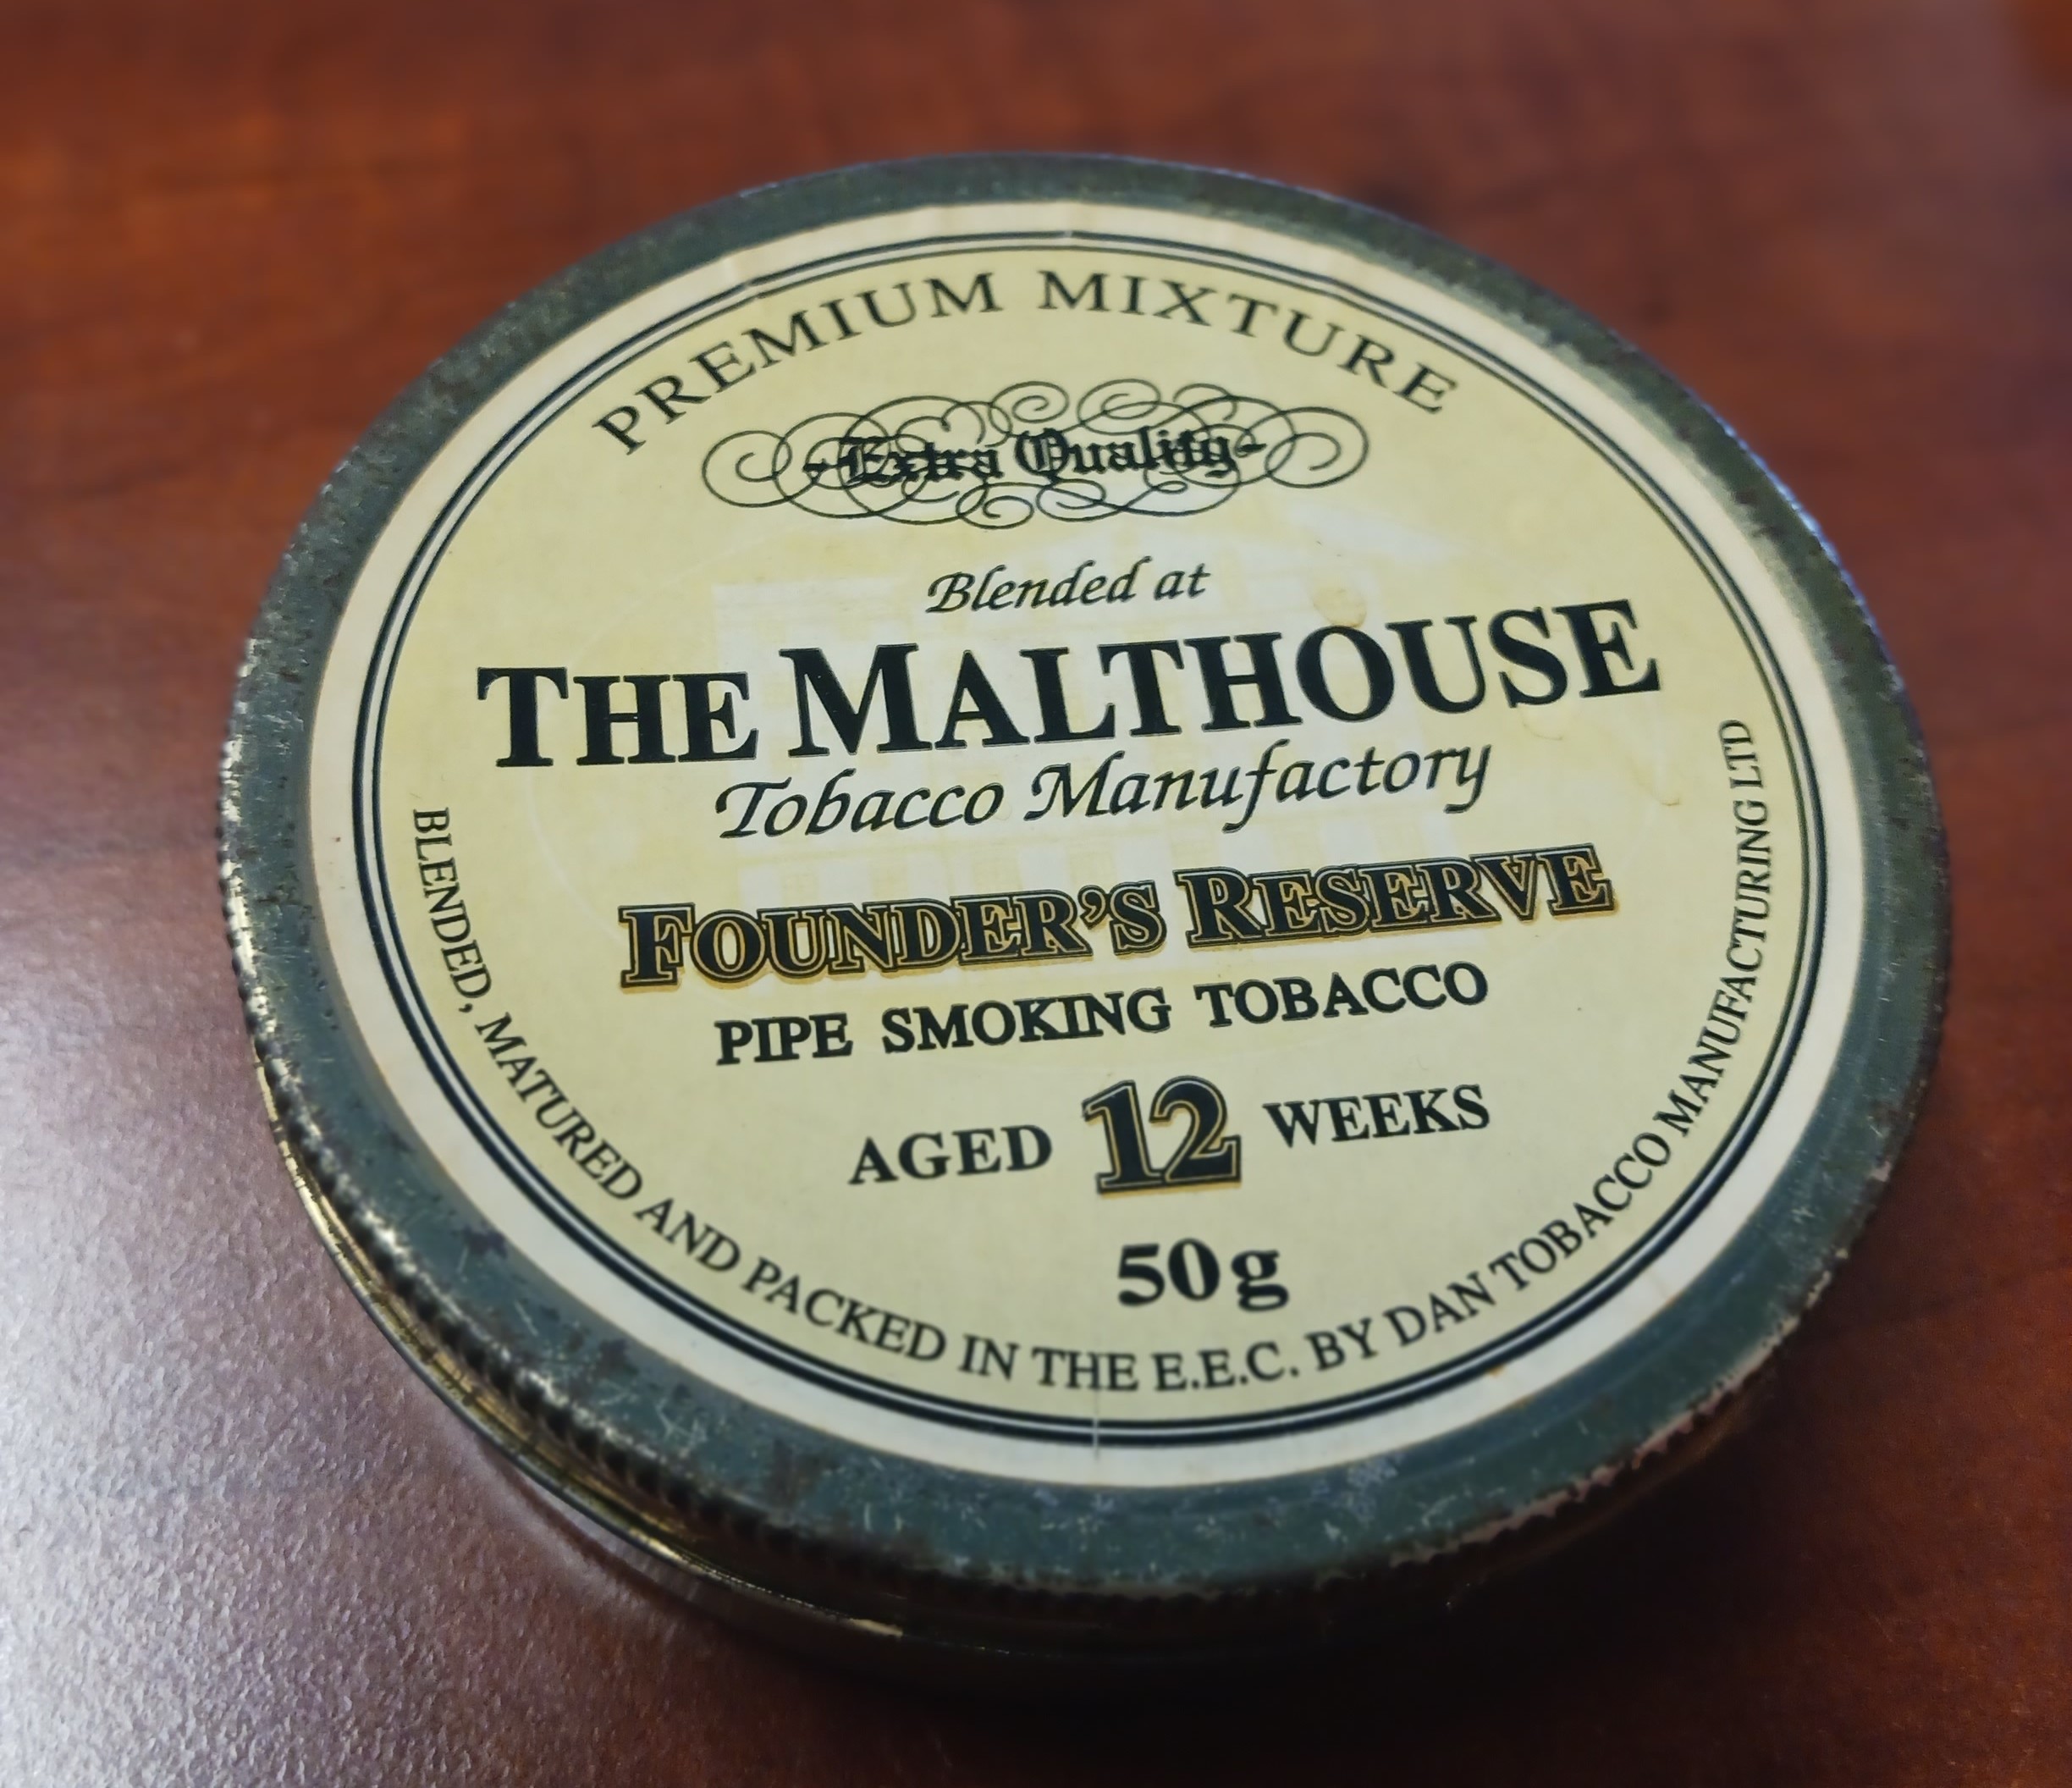 PREMIUM MIXTURE
-Extra Quality-
Blended at
THE MALTHOUSE
Tobacco Manufactory
FOUNDER'S RESERVE
PIPE SMOKING TOBACCO
AGED 12 WEEKS
50g
BLENDED, MATURED AND PACKED IN THE E.E.C. BY DAN TOBACCO MANUFACTURING LTD